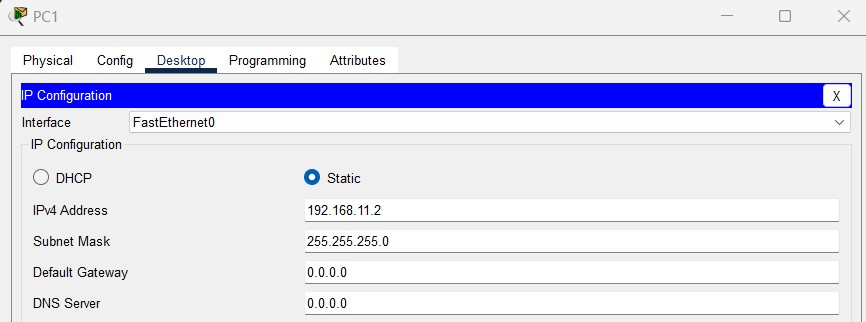 PC1
Physical Config Desktop Programming Attributes
IP Configuration X
Interface FastEthernet0
IP Configuration
DHCP Static
IPv4 Address 192.168.11.2
Subnet Mask 255.255.255.0
Default Gateway 0.0.0.0
DNS Server 0.0.0.0